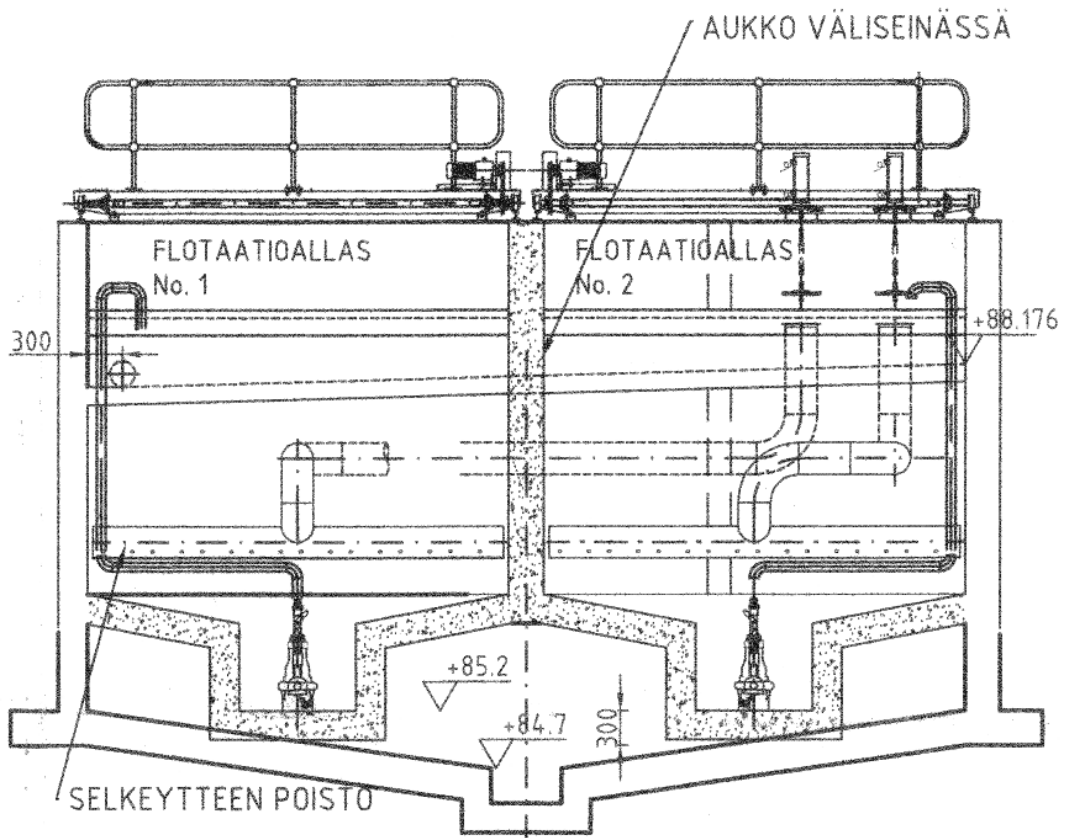 AUKKO VÄLISEINÄSSÄ
FLOTAATIOALLAS
No. 1
FLOTAATIOALLAS
No. 2
300
+88.176
+85.2
+84.7
300
SELKEYTTEEN POISTO